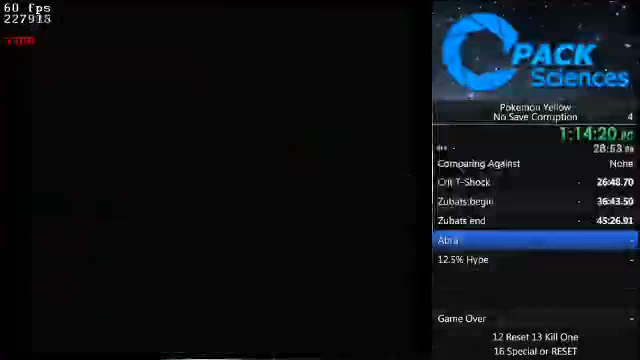 60 fps
227915
PACK
Sciences
Pokemon Yellow
No Save Corruption 4
1:14:20
28:53
Comparing Against None
Crit T-Shock - 26:48.70
Zubats begin - 36:43.50
Zubats end - 45:26.91
Abra -
12.5% Hype -
Game Over -
12 Reset 13 Kill One
16 Special or RESET